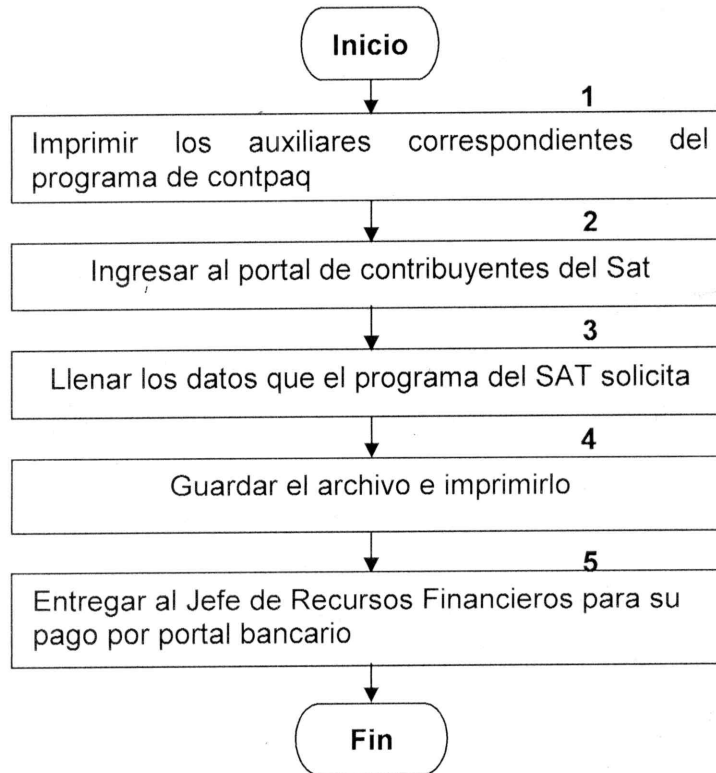 Inicio
1
Imprimir los auxiliares correspondientes del
programa de contpaq
2
Ingresar al portal de contribuyentes del Sat
3
Llenar los datos que el programa del SAT solicita
4
Guardar el archivo e imprimirlo
5
Entregar al Jefe de Recursos Financieros para su
pago por portal bancario
Fin